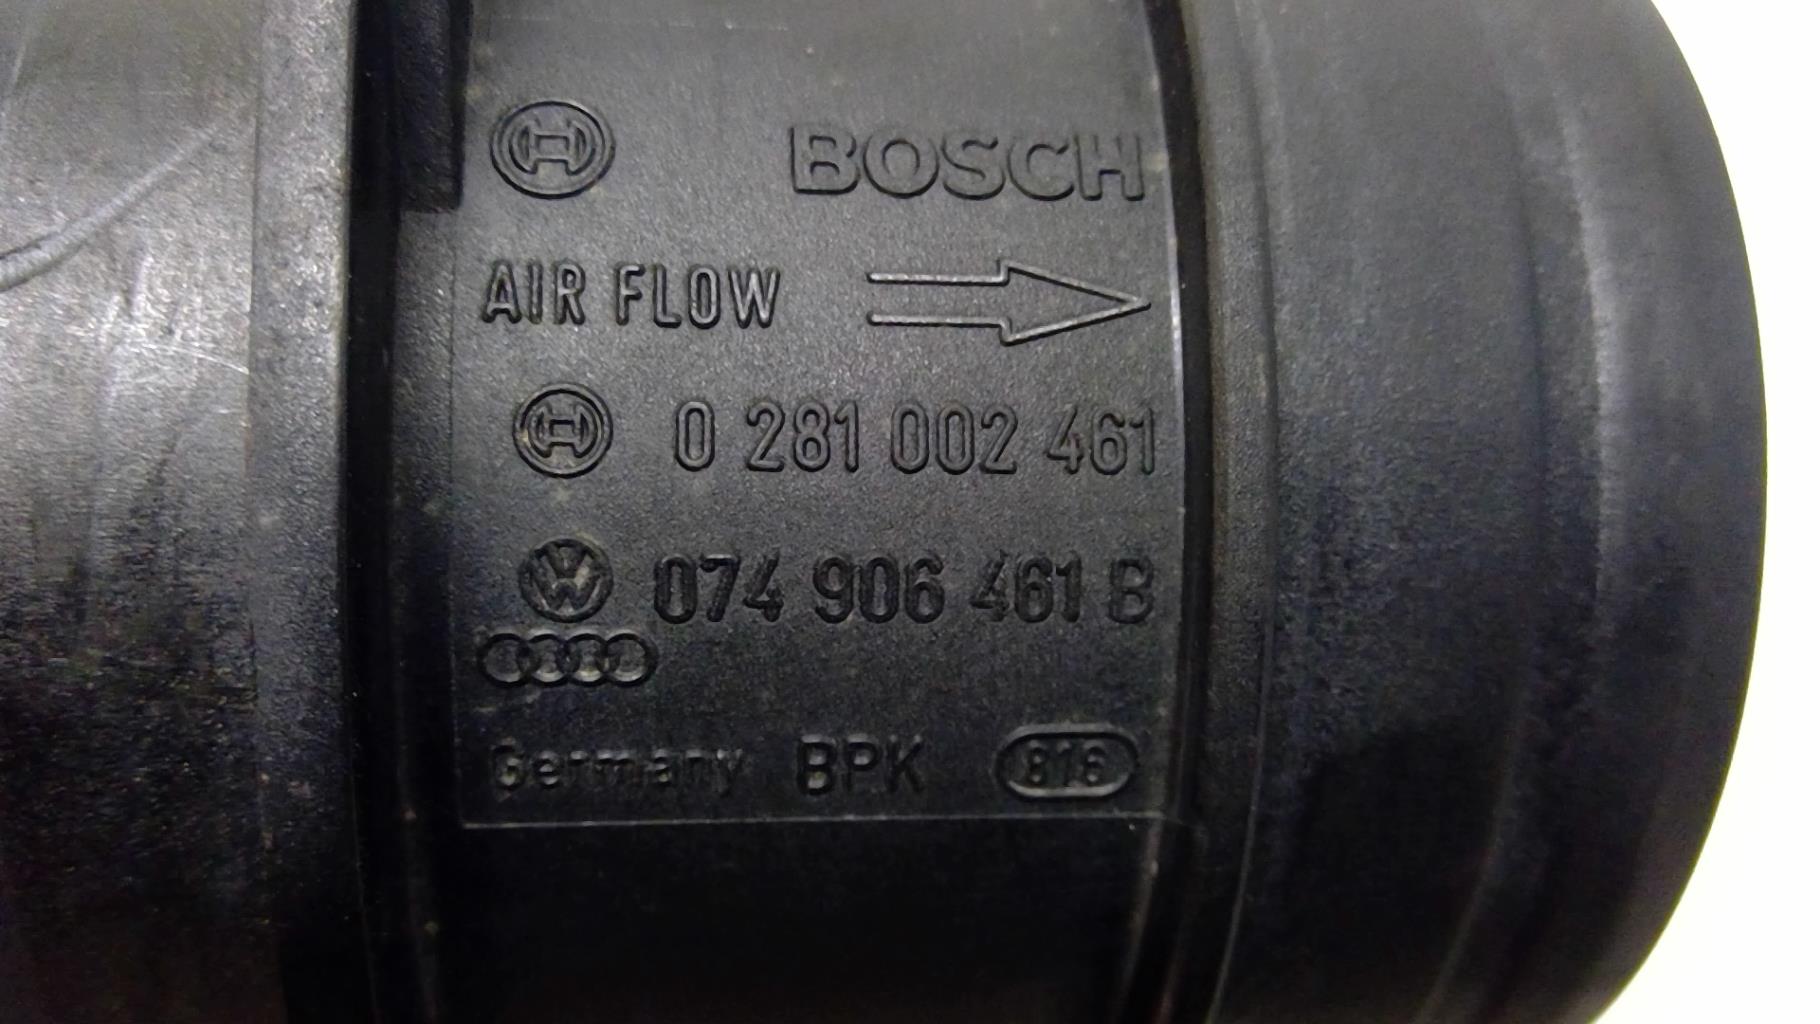 BOSCH
AIR FLOW
0 281 002 461
074 906 461 B
Germany BPK 816